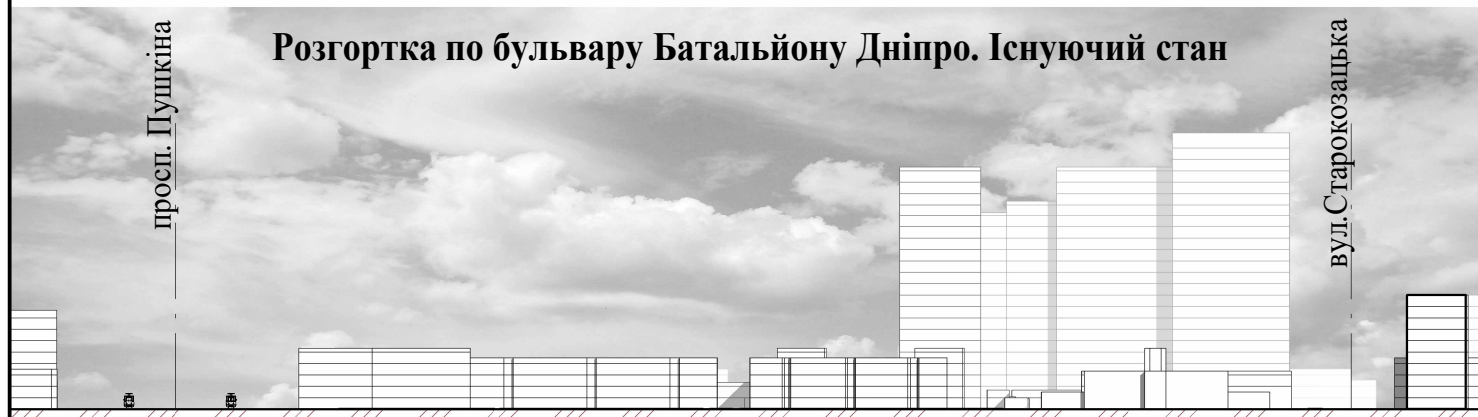 Розгортка по бульвару Батальйону Дніпро. Існуючий стан
просп. Пушкіна
вул.Старокозацька